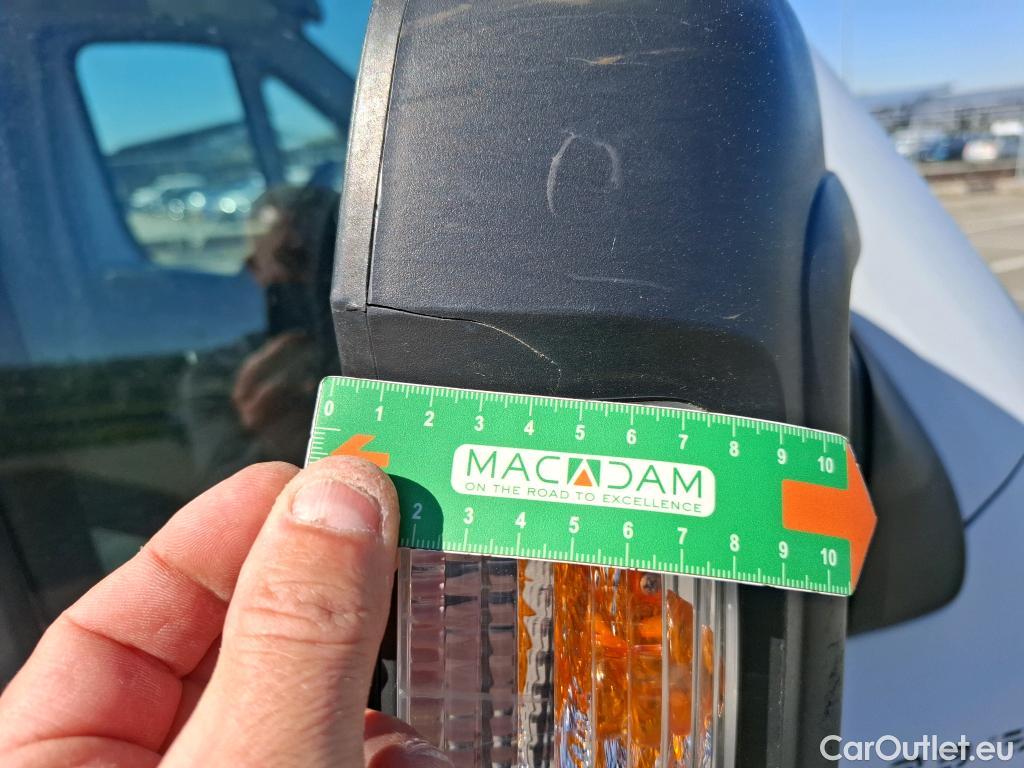 0 1 2 3 4 5 6 7 8 9 10
MACADAM
ON THE ROAD TO EXCELLENCE
2 3 4 5 6 7 8 9 10
CarOutlet.eu